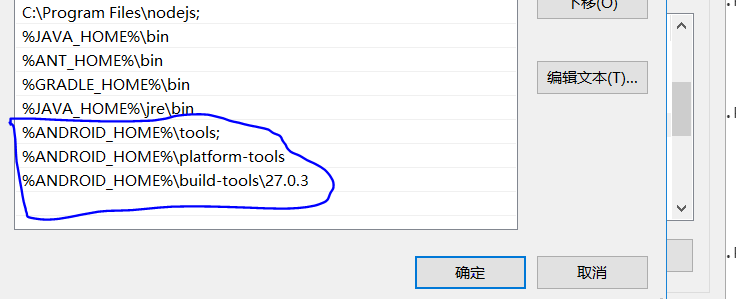 下移(O)
C:\Program Files\nodejs;
%JAVA_HOME%\bin
%ANT_HOME%\bin
%GRADLE_HOME%\bin
编辑文本(T)...
%JAVA_HOME%\jre\bin
%ANDROID_HOME%\tools;
%ANDROID_HOME%\platform-tools
%ANDROID_HOME%\build-tools\27.0.3
确定
取消